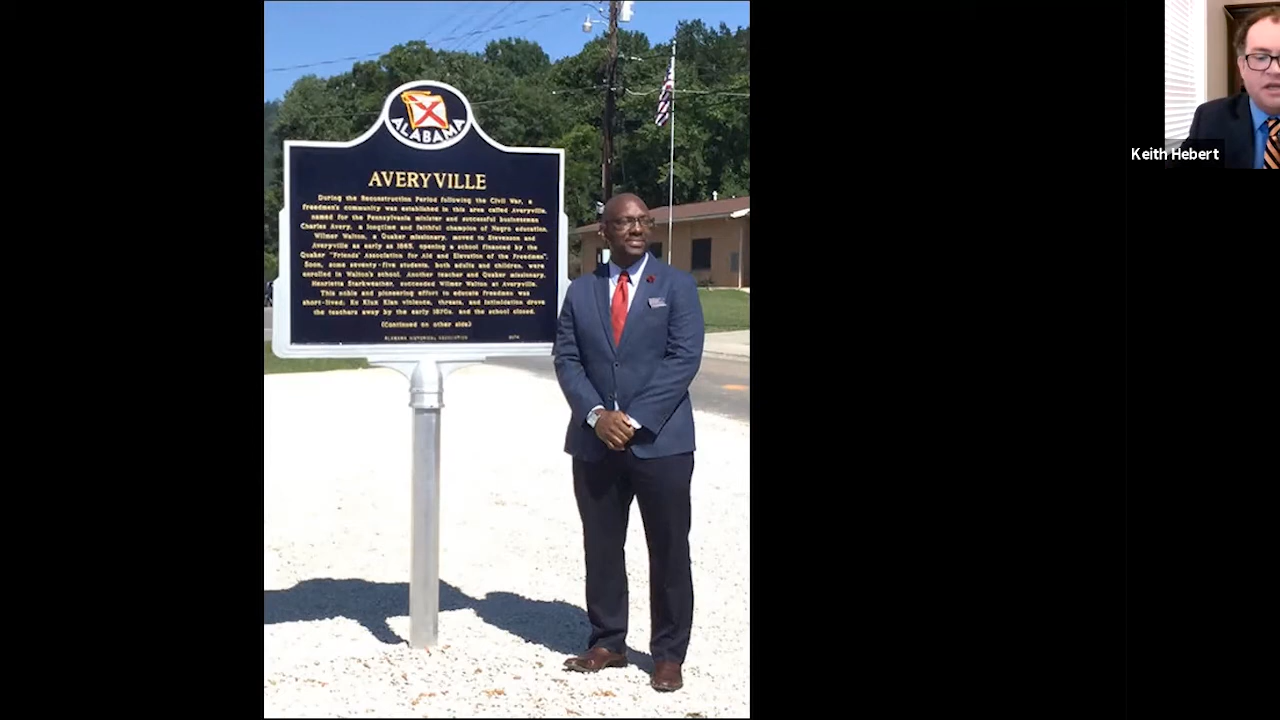 ALABAMA
AVERYVILLE
During the Reconstruction Period following the Civil War, a
freedmen's community was established in this area called Averyville,
named for the Pennsylvania minister and successful businessman
Charles Avery, a longtime and faithful champion of Negro education.
Wilmer Walton, a Quaker missionary, moved to Stevenson and
Averyville as early as 1865, opening a school financed by the
Quaker "Friends' Association for Aid and Elevation of the Freedmen".
Soon, some seventy-five students, both adults and children, were
enrolled in Walton's school. Another teacher and Quaker missionary,
Henrietta Starkweather, succeeded Wilmer Walton at Averyville.
This noble and pioneering effort to educate freedmen was
short-lived; Ku Klux Klan violence, threats, and intimidation drove
the teachers away by the early 1870s, and the school closed.
(Continued on other side)
ALABAMA HISTORICAL ASSOCIATION
Keith Hebert